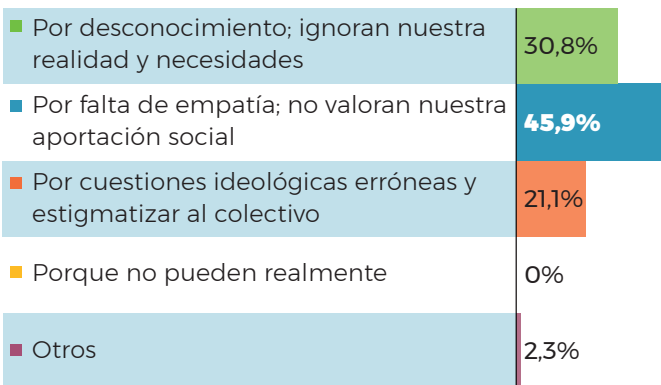 Por desconocimiento; ignoran nuestra
realidad y necesidades
30,8%
Por falta de empatía; no valoran nuestra
aportación social
45,9%
Por cuestiones ideológicas erróneas y
estigmatizar al colectivo
21,1%
Porque no pueden realmente
0%
Otros
2,3%